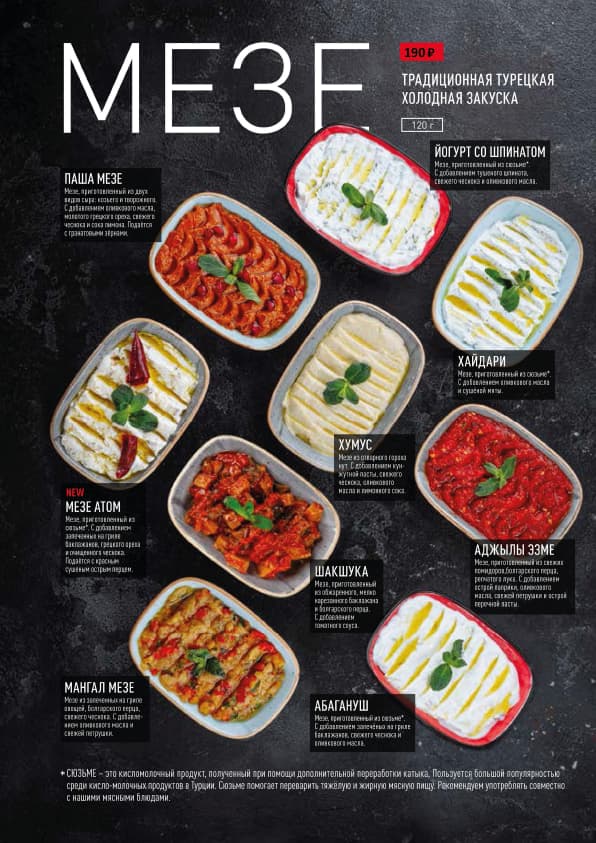 МЕЗЕ
190 ₽
ТРАДИЦИОННАЯ ТУРЕЦКАЯ
ХОЛОДНАЯ ЗАКУСКА
120 г
ЙОГУРТ СО ШПИНАТОМ
Мезе, приготовленный из сюзьме*.
С добавлением тушеного шпината,
свежего чеснока и оливкового масла.
ПАША МЕЗЕ
Мезе, приготовленный из двух
видов сыра: козьего и творожного.
С добавлением оливкового масла,
молотого грецкого ореха, свежего
чеснока и сока лимона. Подаётся
с гранатовыми зёрнами.
ХАЙДАРИ
Мезе, приготовленный из сюзьме*.
С добавлением оливкового масла
и сушёной мяты.
ХУМУС
Мезе из отварного гороха
нут. С добавлением кун-
жутной пасты, свежего
чеснока, оливкового
масла и лимонного сока.
NEW
МЕЗЕ АТОМ
Мезе, приготовленный из
сюзьме*. С добавлением
запеченных на гриле
баклажанов, грецкого ореха
и очищенного чеснока.
Подаётся с красным
сушёным острым перцем.
АДЖЫЛЫ ЭЗМЕ
Мезе, приготовленный из свежих
помидоров,болгарского перца,
репчатого лука. С добавлением
острой паприки, оливкового
масла, свежей петрушки и острой
перечной пасты.
ШАКШУКА
Мезе, приготовленный
из обжаренного, мелко
нарезанного баклажана
и болгарского перца.
С добавлением
томатного соуса.
МАНГАЛ МЕЗЕ
Мезе из запеченных на гриле
овощей, болгарского перца,
свежего чеснока. С добавле-
нием оливкового масла и
свежей петрушки.
АБАГАНУШ
Мезе, приготовленный из сюзьме*.
С добавлением запечённых на гриле
баклажанов, свежего чеснока и
оливкового масла.
* СЮЗЬМЕ – это кисломолочный продукт, полученный при помощи дополнительной переработки катыка. Пользуется большой популярностью
среди кисло-молочных продуктов в Турции. Сюзьме помогает переварить тяжёлую и жирную мясную пищу. Рекомендуем употреблять совместно
с нашими мясными блюдами.